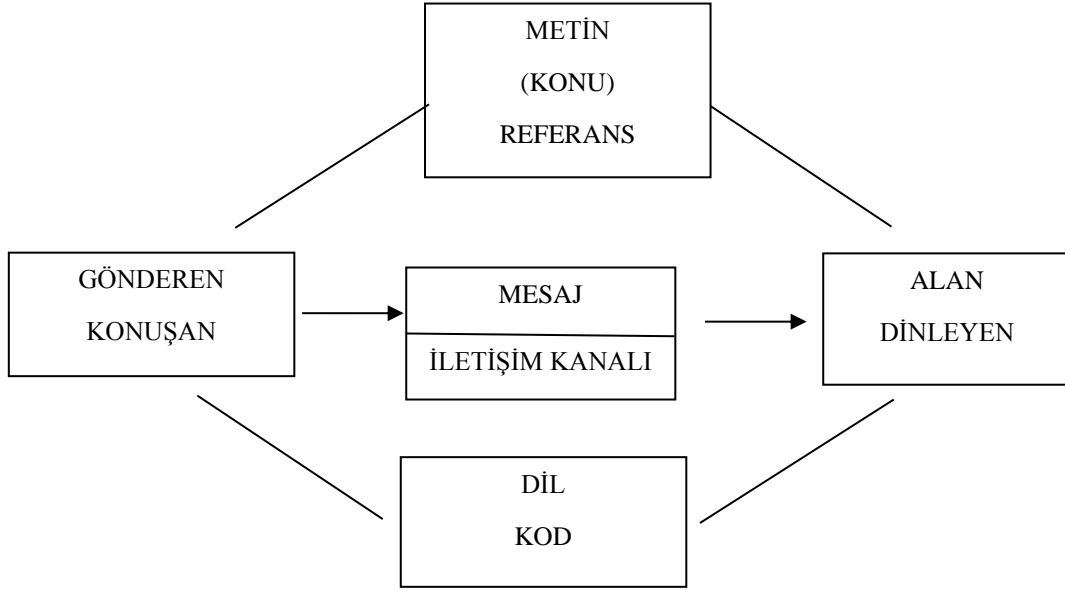 METİN
(KONU)
REFERANS
GÖNDEREN
KONUŞAN
MESAJ
İLETİŞİM KANALI
ALAN
DİNLEYEN
DİL
KOD